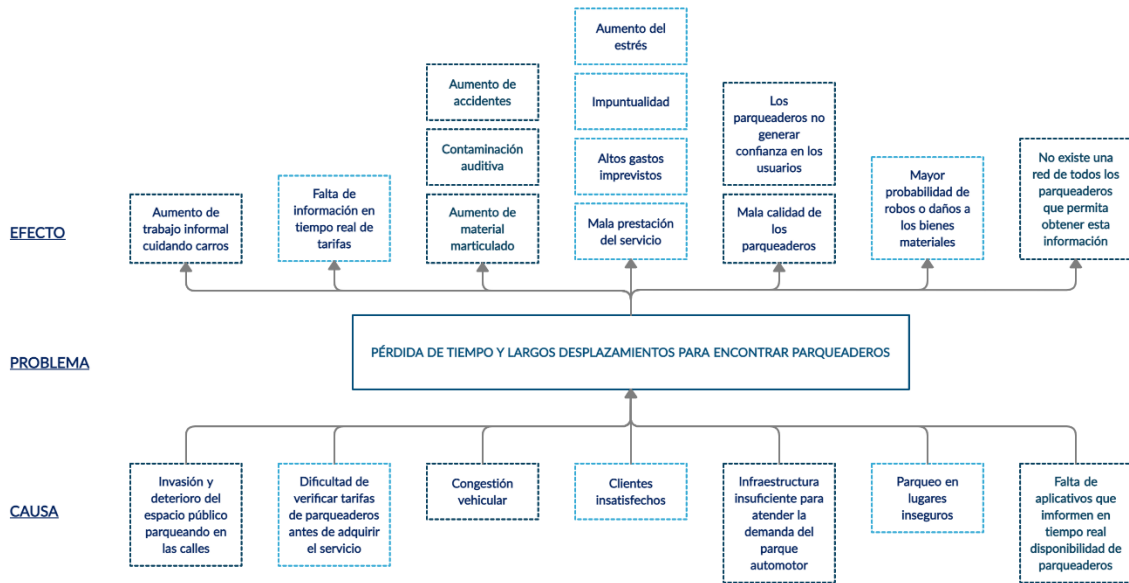 Aumento del
estrés
Impuntualidad
Altos gastos
imprevistos
Mala prestación
del servicio
Aumento de
accidentes
Contaminación
auditiva
Aumento de
material
marticulado
Los
parqueaderos no
generar
confianza en los
usuarios
Mala calidad de
los
parqueaderos
EFECTO
Aumento de
trabajo informal
cuidando carros
Falta de
información en
tiempo real de
tarifas
Mayor
probabilidad de
robos o daños a
los bienes
materiales
No existe una
red de todos los
parqueaderos
que permita
obtener esta
información
PROBLEMA
PÉRDIDA DE TIEMPO Y LARGOS DESPLAZAMIENTOS PARA ENCONTRAR PARQUEADEROS
CAUSA
Invasión y
deterioro del
espacio público
parqueando en
las calles
Dificultad de
verificar tarifas
de parqueaderos
antes de adquirir
el servicio
Congestión
vehicular
Clientes
insatisfechos
Infraestructura
insuficiente para
atender la
demanda del
parque
automotor
Parqueo en
lugares
inseguros
Falta de
aplicativos que
imformen en
tiempo real
disponibilidad de
parqueaderos